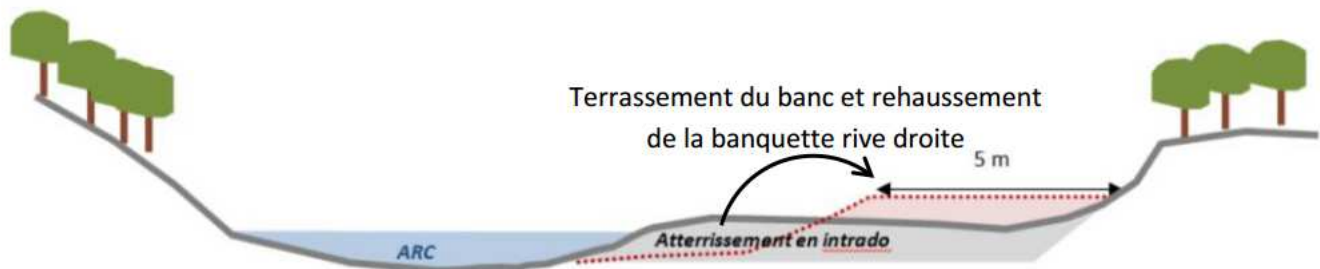 Terrassement du banc et rehaussement
de la banquette rive droite
5 m
Atterrissement en intrado
ARC